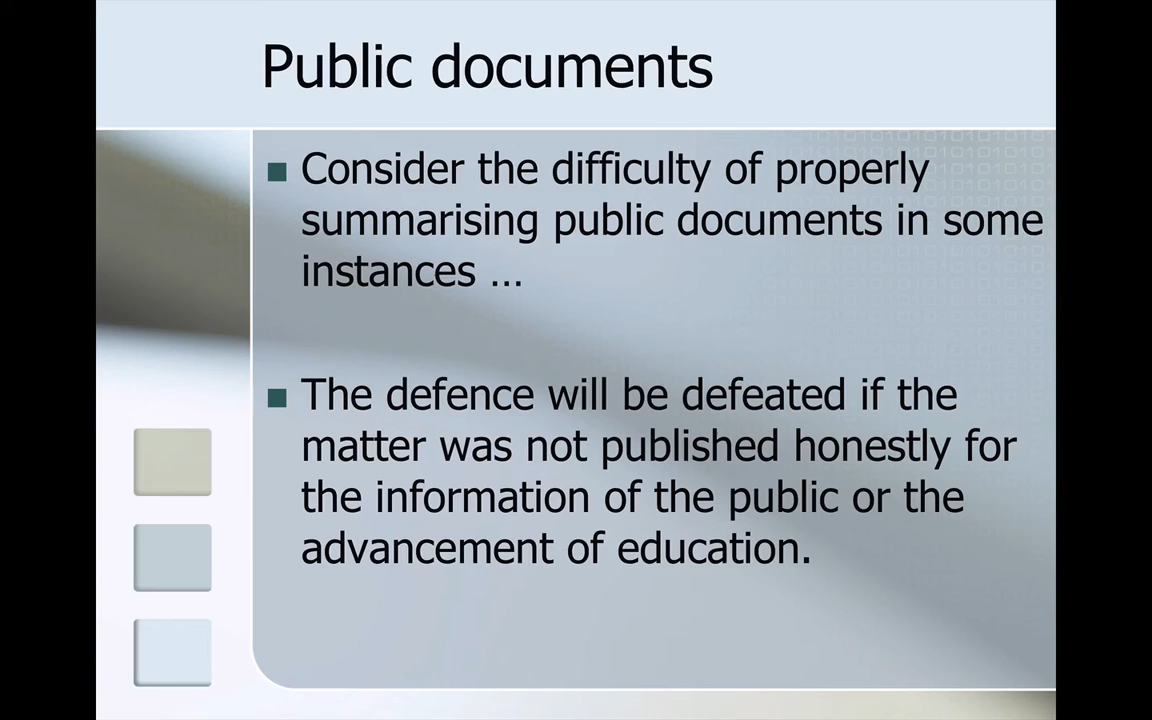 Public documents
Consider the difficulty of properly
summarising public documents in some
instances …
The defence will be defeated if the
matter was not published honestly for
the information of the public or the
advancement of education.